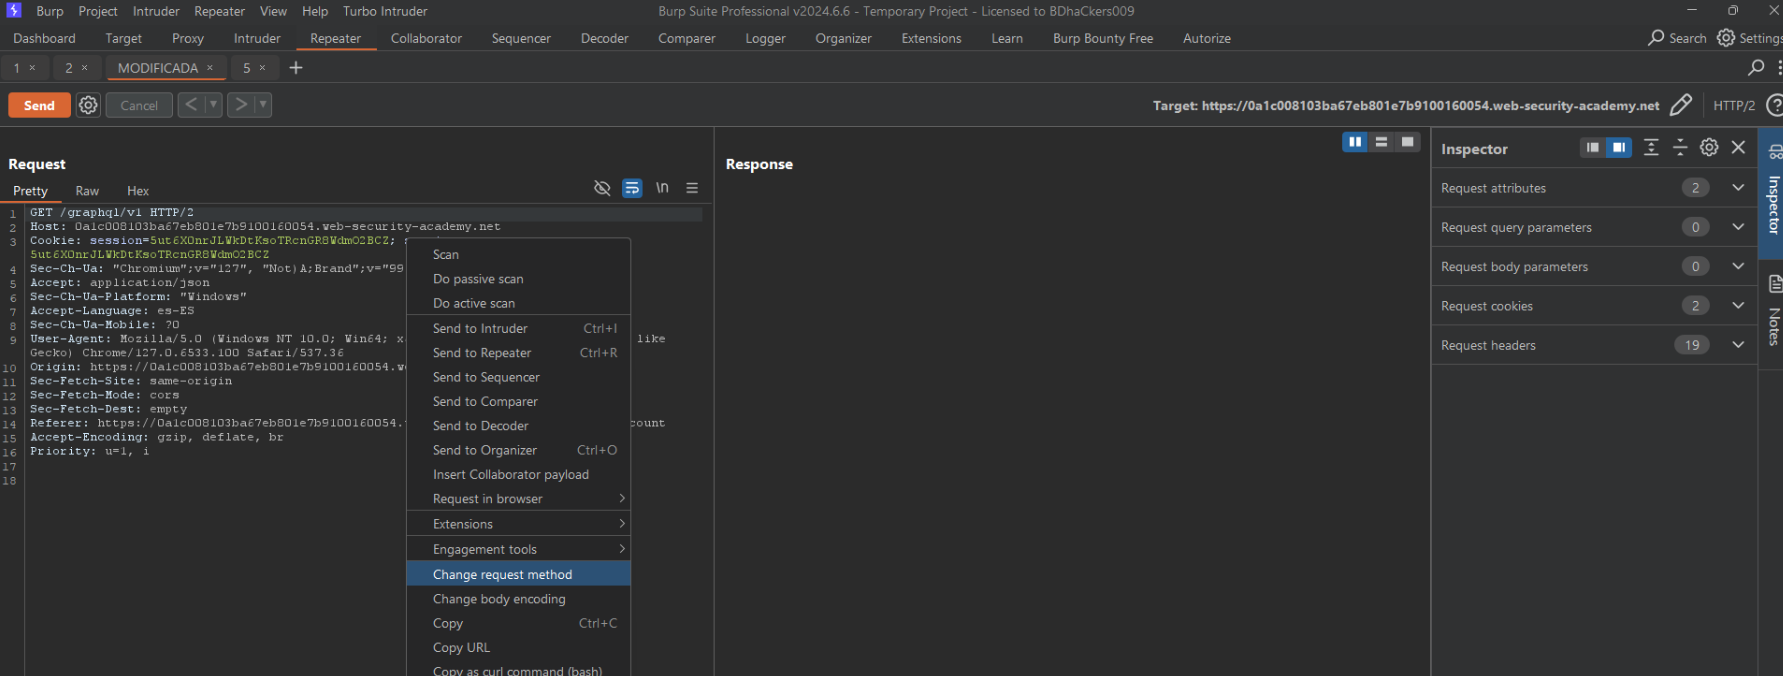 Burp Project Intruder Repeater View Help Turbo Intruder Burp Suite Professional v2024.6.6 - Temporary Project - Licensed to BDhaCkers009
Dashboard Target Proxy Intruder Repeater Collaborator Sequencer Decoder Comparer Logger Organizer Extensions Learn Burp Bounty Free Autorize Search Settings
1 × 2 × MODIFICADA × 5 × +
Send Cancel < > Target: https://0a1c008103ba67eb801e7b9100160054.web-security-academy.net HTTP/2
Request
Pretty Raw Hex \n
1 GET /graphql/v1 HTTP/2
2 Host: 0a1c008103ba67eb801e7b9100160054.web-security-academy.net
3 Cookie: session=5ut6X0nrJLWkDtKsoTRcnGR8WdmO2BCZ;
5ut6X0nrJLWkDtKsoTRcnGR8WdmO2BCZ
4 Sec-Ch-Ua: "Chromium";v="127", "Not)A;Brand";v="99
5 Accept: application/json
6 Sec-Ch-Ua-Platform: "Windows"
7 Accept-Language: es-ES
8 Sec-Ch-Ua-Mobile: ?0
9 User-Agent: Mozilla/5.0 (Windows NT 10.0; Win64; x like
Gecko) Chrome/127.0.6533.100 Safari/537.36
10 Origin: https://0a1c008103ba67eb801e7b9100160054.we
11 Sec-Fetch-Site: same-origin
12 Sec-Fetch-Mode: cors
13 Sec-Fetch-Dest: empty
14 Referer: https://0a1c008103ba67eb801e7b9100160054. count
15 Accept-Encoding: gzip, deflate, br
16 Priority: u=1, i
17
18
Scan
Do passive scan
Do active scan
Send to Intruder Ctrl+I
Send to Repeater Ctrl+R
Send to Sequencer
Send to Comparer
Send to Decoder
Send to Organizer Ctrl+O
Insert Collaborator payload
Request in browser
Extensions
Engagement tools
Change request method
Change body encoding
Copy Ctrl+C
Copy URL
Copy as curl command (bash)
Response
Inspector
Request attributes 2
Request query parameters 0
Request body parameters 0
Request cookies 2
Request headers 19
Inspector
Notes